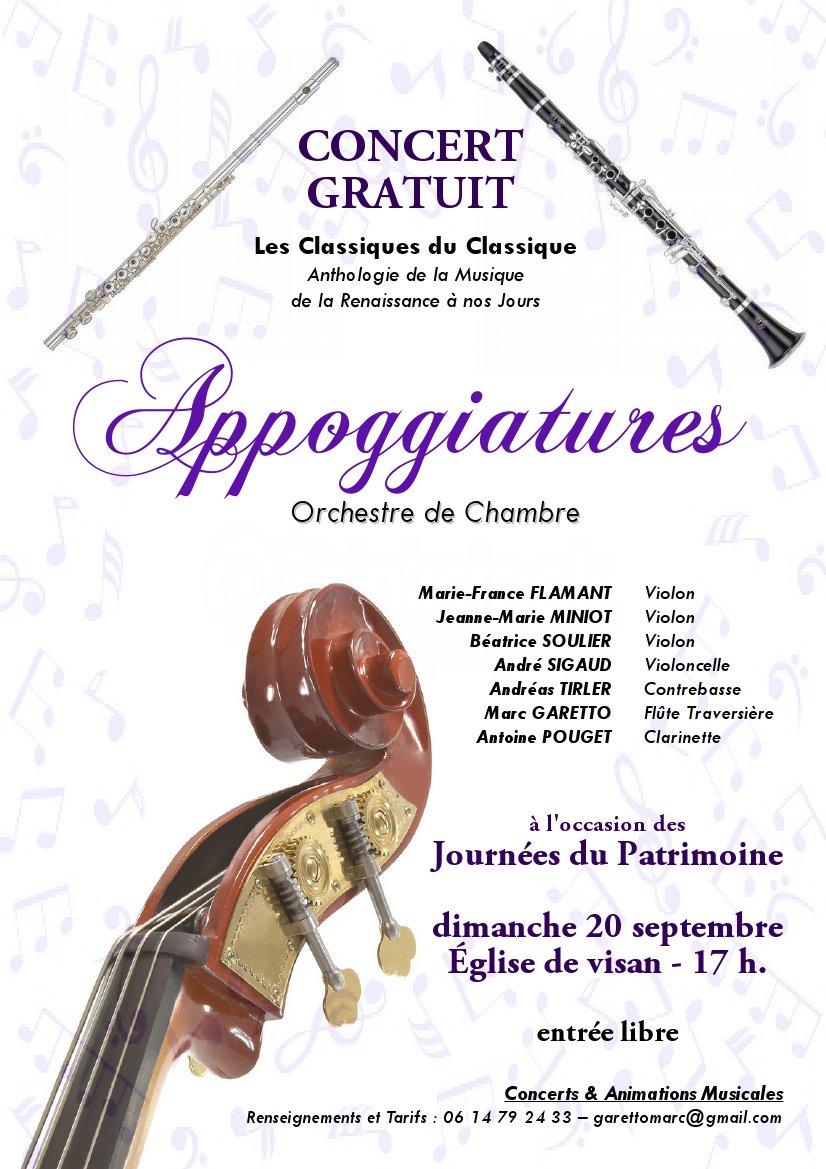 CONCERT
GRATUIT
Les Classiques du Classique
Anthologie de la Musique
de la Renaissance à nos Jours
Appoggiatures
Orchestre de Chambre
Marie-France FLAMANT Violon
Jeanne-Marie MINIOT Violon
Béatrice SOULIER Violon
André SIGAUD Violoncelle
Andréas TIRLER Contrebasse
Marc GARETTO Flûte Traversière
Antoine POUGET Clarinette
à l'occasion des
Journées du Patrimoine
dimanche 20 septembre
Église de visan - 17 h.
entrée libre
Concerts & Animations Musicales
Renseignements et Tarifs : 06 14 79 24 33 – garettomarc@gmail.com